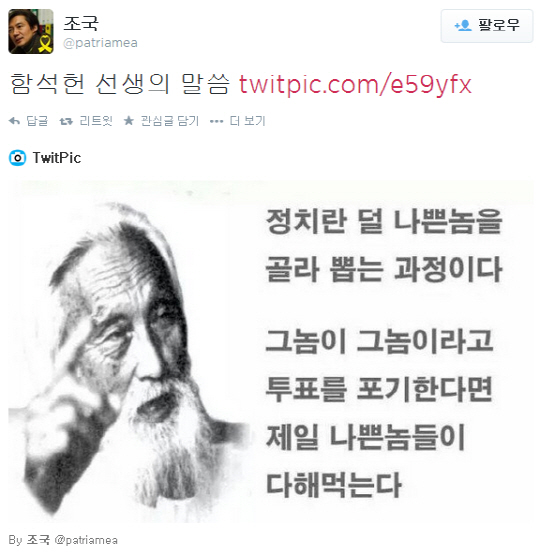 조국
@patriamea
팔로우
함석헌 선생의 말씀 twitpic.com/e59yfx
답글 리트윗 관심글 담기 더 보기
TwitPic
정치란 덜 나쁜놈을
골라 뽑는 과정이다
그놈이 그놈이라고
투표를 포기한다면
제일 나쁜놈들이
다해먹는다
By 조국 @patriamea